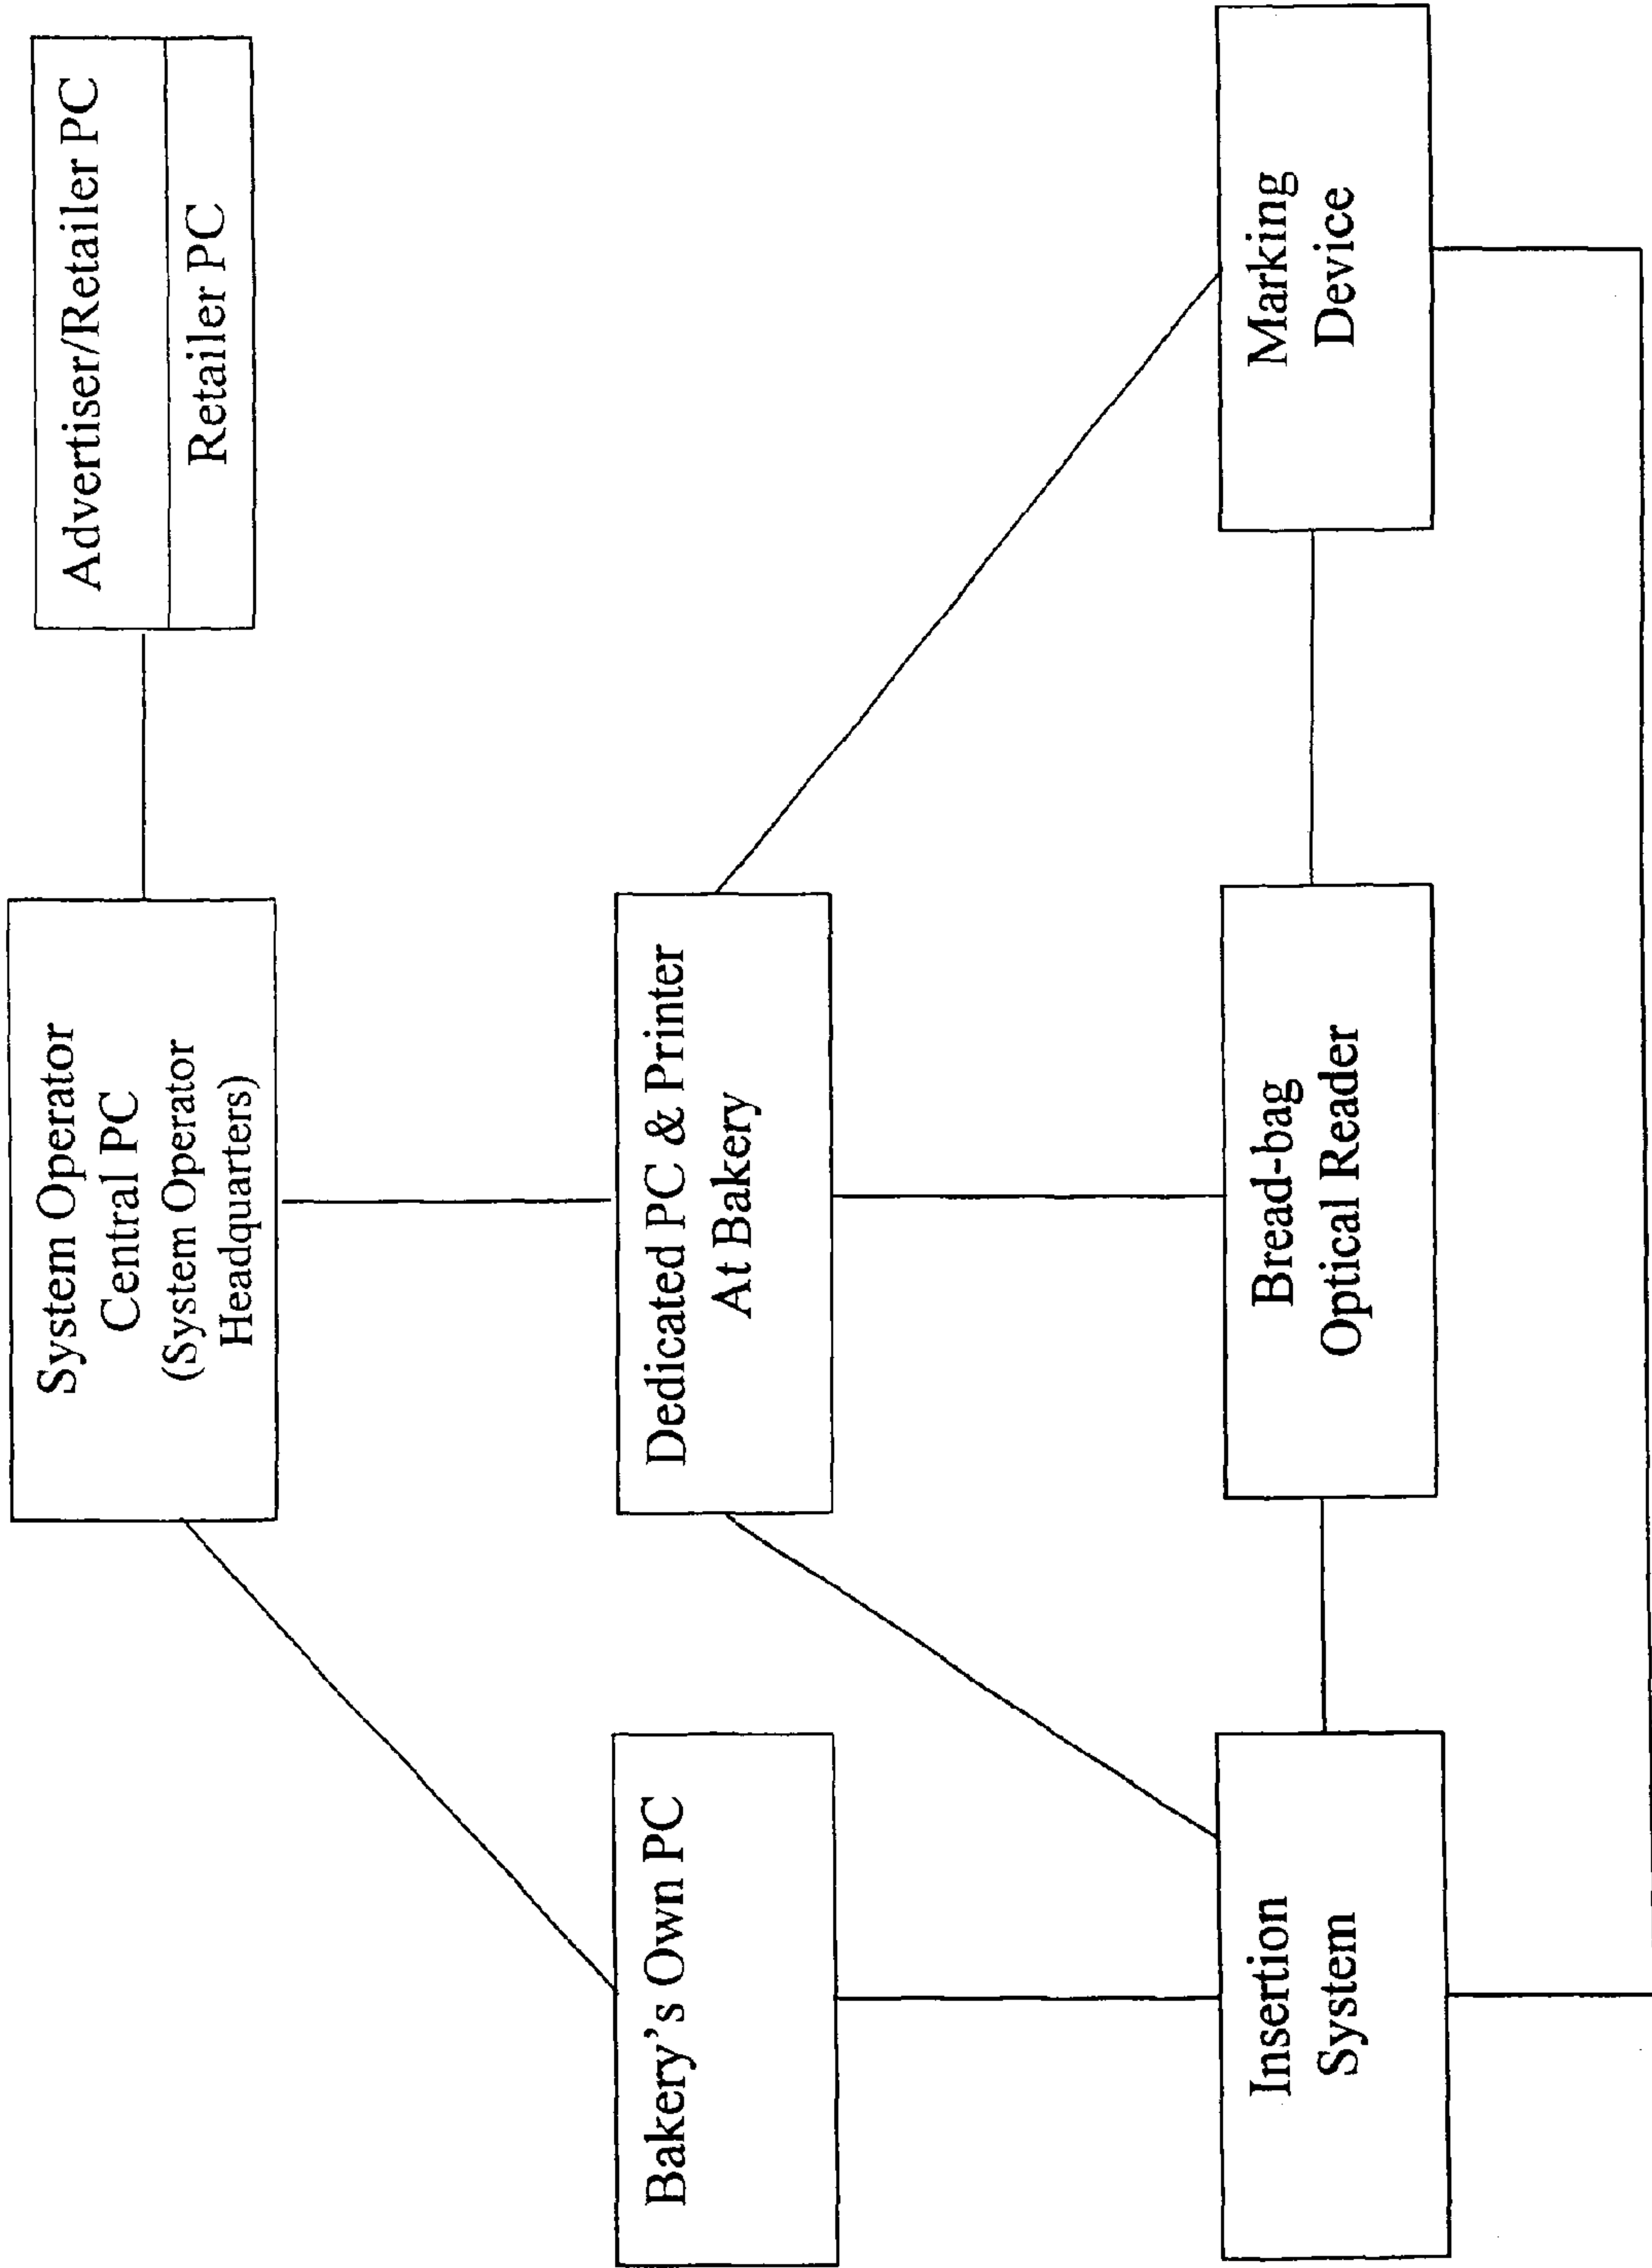 System Operator
Central PC
(System Operator
Headquarters)
Advertiser/Retailer PC
Retailer PC
Bakery's Own PC
Dedicated PC & Printer
At Bakery
Insertion
System
Bread-bag
Optical Reader
Marking
Device